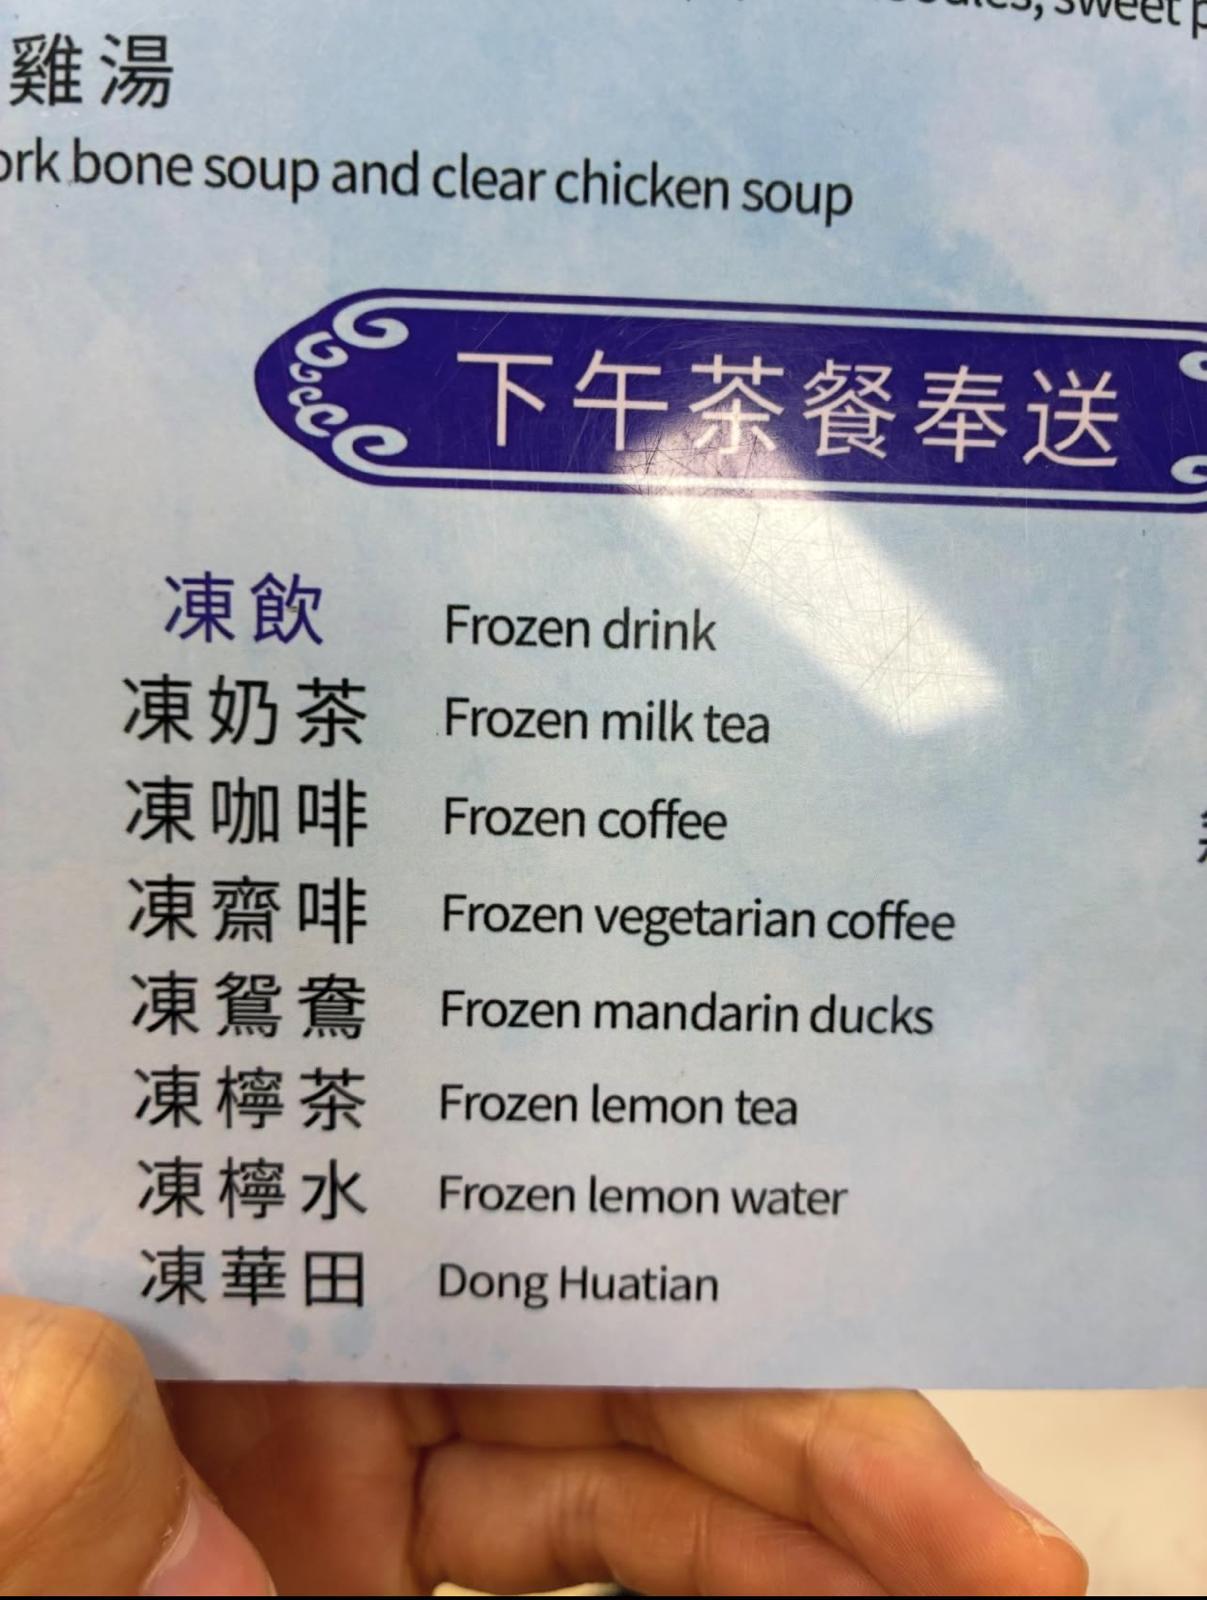 sweet
雞湯
bone soup and clear chicken soup
下午茶餐奉送
凍飲 Frozen drink
凍奶茶 Frozen milk tea
凍咖啡 Frozen coffee
凍齋啡 Frozen vegetarian coffee
凍鴛鴦 Frozen mandarin ducks
凍檸茶 Frozen lemon tea
凍檸水 Frozen lemon water
凍華田 Dong Huatian